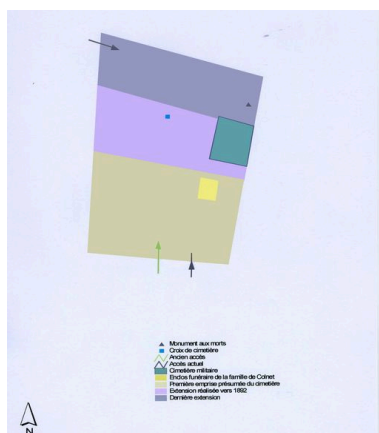 Monument aux morts
Croix de cimetière
Ancien accès
Accès actuel
Cimetière militaire
Enclos funéraire de la famille de Colnet
Première emprise présumée du cimetière
Extension réalisée vers 1892
Dernière extension
N